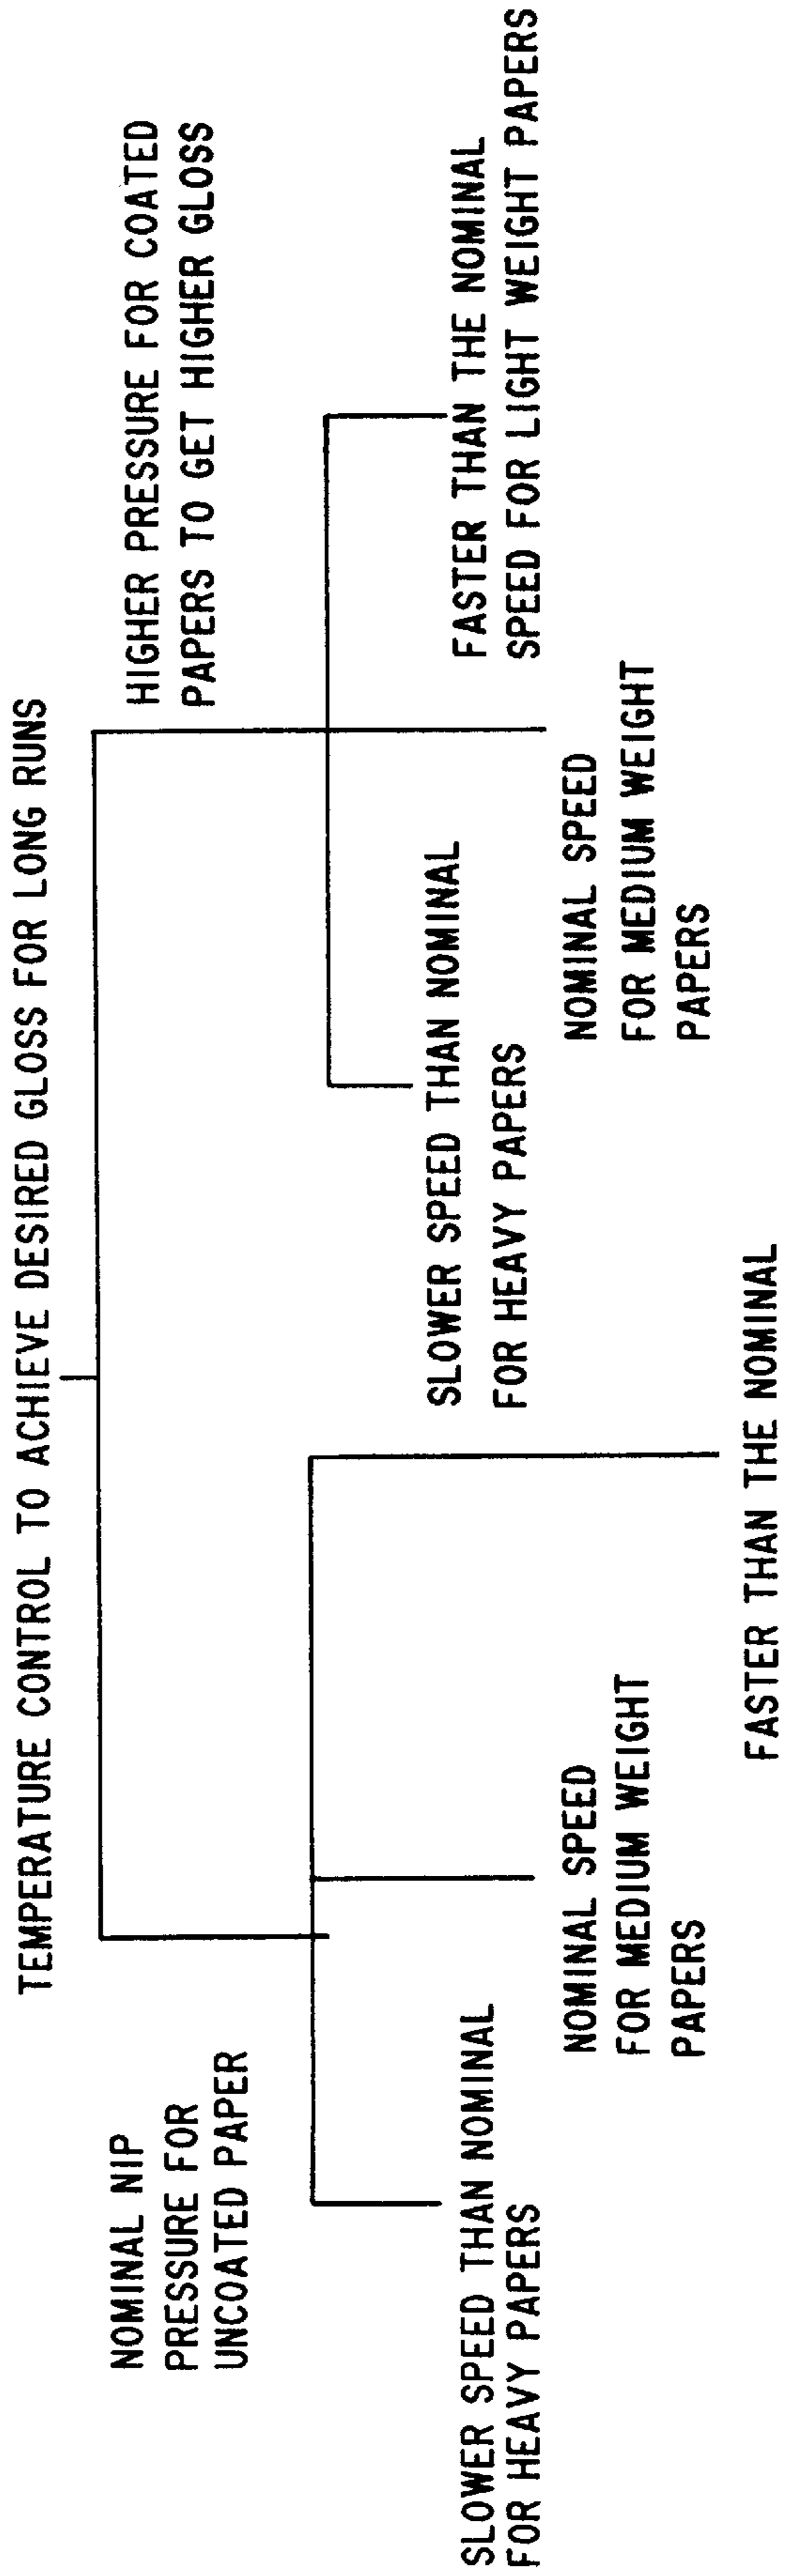 TEMPERATURE CONTROL TO ACHIEVE DESIRED GLOSS FOR LONG RUNS
NOMINAL NIP
PRESSURE FOR
UNCOATED PAPER
HIGHER PRESSURE FOR COATED
PAPERS TO GET HIGHER GLOSS
SLOWER SPEED THAN NOMINAL
FOR HEAVY PAPERS
NOMINAL SPEED
FOR MEDIUM WEIGHT
PAPERS
FASTER THAN THE NOMINAL
SLOWER SPEED THAN NOMINAL
FOR HEAVY PAPERS
NOMINAL SPEED
FOR MEDIUM WEIGHT
PAPERS
FASTER THAN THE NOMINAL
SPEED FOR LIGHT WEIGHT PAPERS